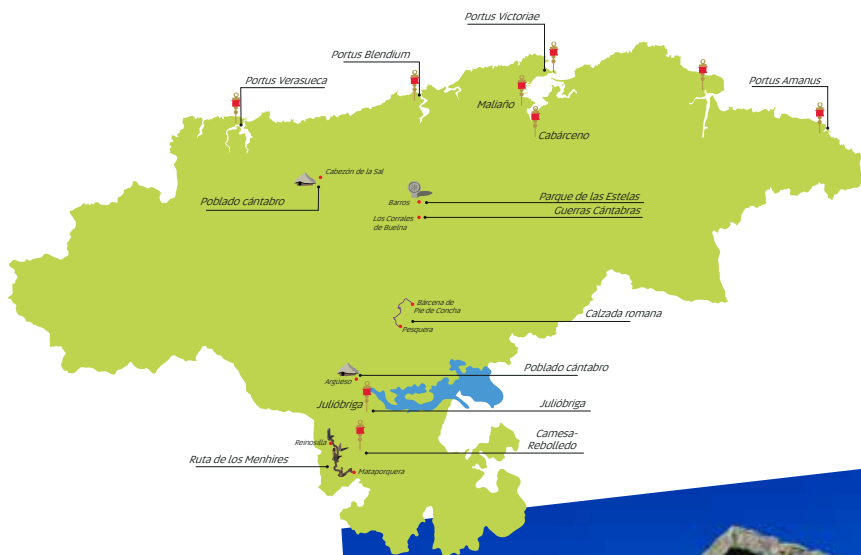 Portus Victoriae
Portus Blendium
Portus Verasueca
Portus Amanus
Maliaño
Cabárceno
Cabezón de la Sal
Poblado cántabro
Barros
Parque de las Estelas
Los Corrales
de Buelna
Guerras Cántabras
Bárcena de
Pie de Concha
Calzada romana
Pesquera
Poblado cántabro
Argüeso
Julióbriga
Julióbriga
Camesa-
Rebolledo
Reinosilla
Ruta de los Menhires
Mataporquera